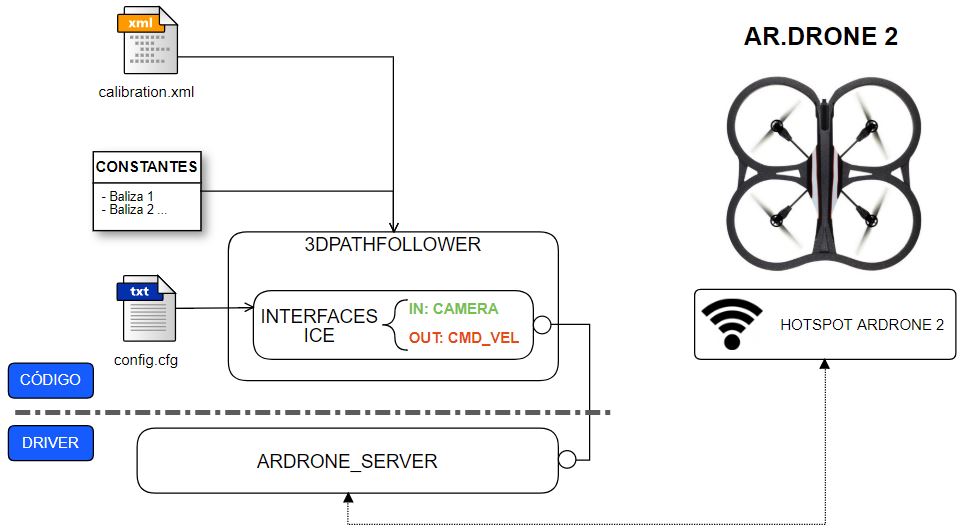 xml
calibration.xml
AR.DRONE 2
CONSTANTES
- Baliza 1
- Baliza 2 ...
3DPATHFOLLOWER
txt
config.cfg
INTERFACES
ICE
IN: CAMERA
OUT: CMD_VEL
HOTSPOT ARDRONE 2
CÓDIGO
DRIVER
ARDRONE_SERVER